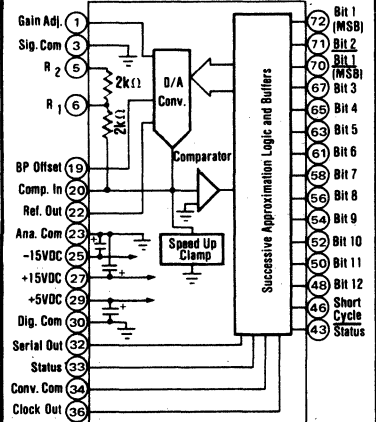 Gain Adj. 1
Sig. Com 3
R2 5
R1 6
2kΩ
2kΩ
BP Offset 19
Comp. In 20
Ref. Out 22
Ana. Com 23
-15VDC 25
+15VDC 27
+5VDC 29
Dig. Com 30
Serial Out 32
Status 33
Conv. Com 34
Clock Out 36
D/A
Conv.
Comparator
Speed Up
Clamp
Successive Approximation Logic and Buffers
72 Bit 1
(MSB)
71 Bit 2
70 Bit 1
(MSB)
67 Bit 3
65 Bit 4
63 Bit 5
61 Bit 6
58 Bit 7
56 Bit 8
54 Bit 9
52 Bit 10
50 Bit 11
48 Bit 12
46 Short
Cycle
43 Status